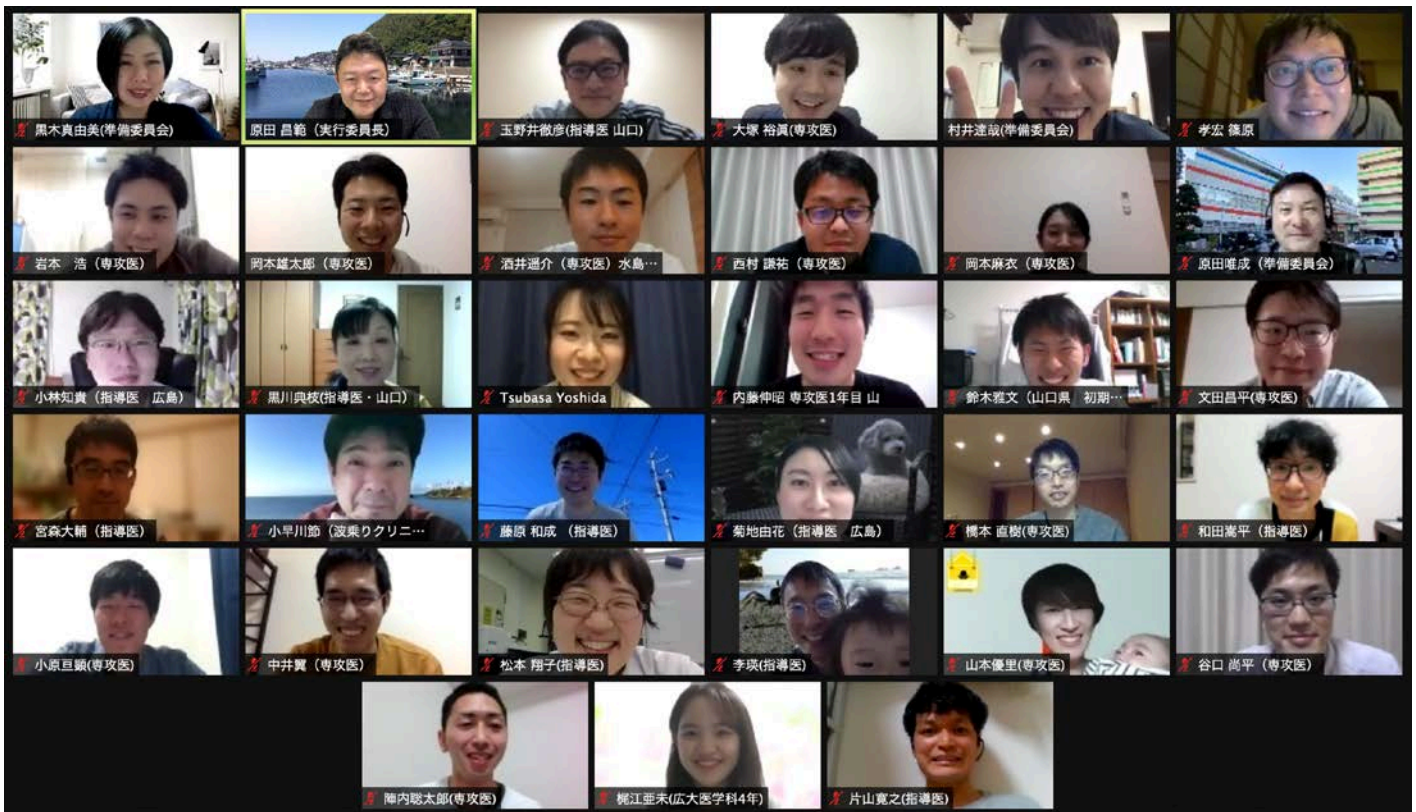 黒木真由美(準備委員会)
原田 昌範（実行委員長）
玉野井徹彦(指導医 山口)
大塚 裕眞(専攻医)
村井達哉(準備委員会)
孝宏 篠原
岩本　浩（専攻医）
岡本雄太郎（専攻医）
酒井遥介（専攻医）水島…
西村 謙祐（専攻医）
岡本麻衣（専攻医）
原田唯成（準備委員会）
小林知貴（指導医　広島）
黒川典枝(指導医・山口）
Tsubasa Yoshida
内藤伸昭 専攻医1年目 山
鈴木雅文（山口県　初期…
文田昌平(専攻医)
宮森大輔（指導医）
小早川節（波乗りクリニ…
藤原 和成 （指導医）
菊地由花（指導医　広島）
橋本 直樹(専攻医)
和田嵩平（指導医）
小原亘顕(専攻医)
中井翼（専攻医）
松本 翔子(指導医)
李瑛(指導医)
山本優里(専攻医)
谷口 尚平（専攻医）
陣内聡太郎(専攻医)
梶江亜未(広大医学科4年)
片山寛之(指導医)